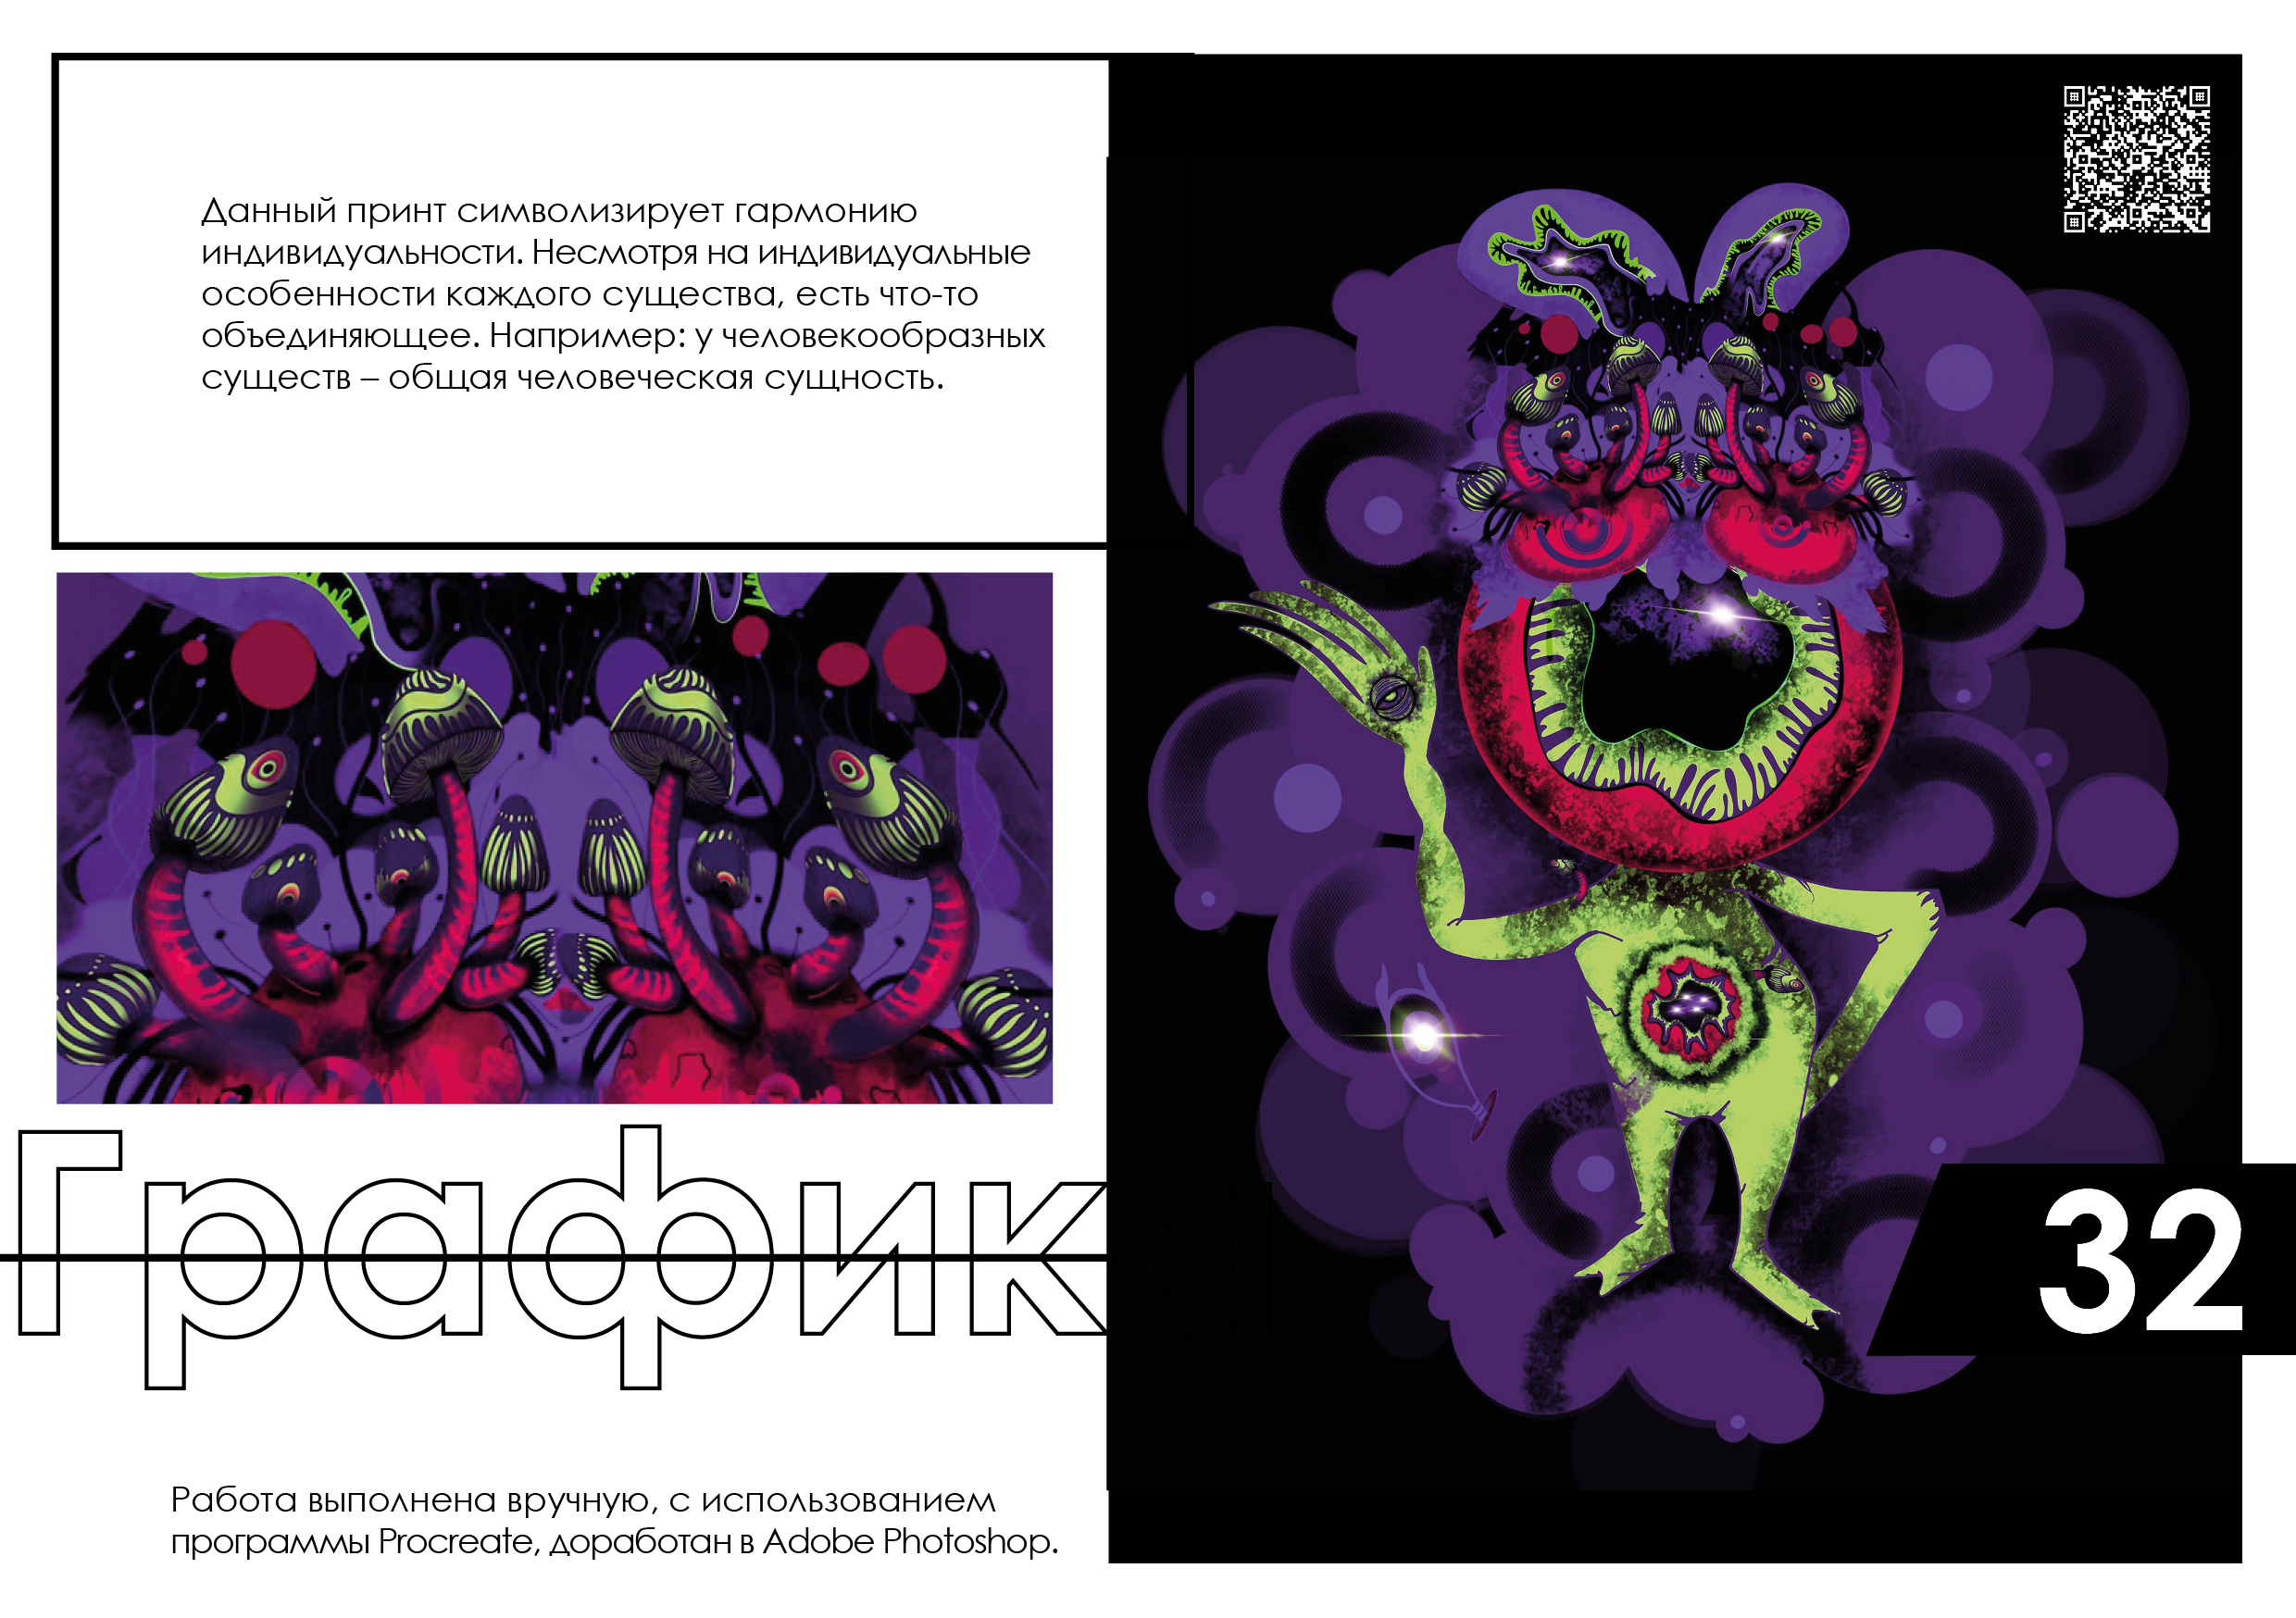 Данный принт символизирует гармонию
индивидуальности. Несмотря на индивидуальные
особенности каждого существа, есть что-то
объединяющее. Например: у человекообразных
существ – общая человеческая сущность.
Графика
32
Работа выполнена вручную, с использованием
программы Procreate, доработан в Adobe Photoshop.